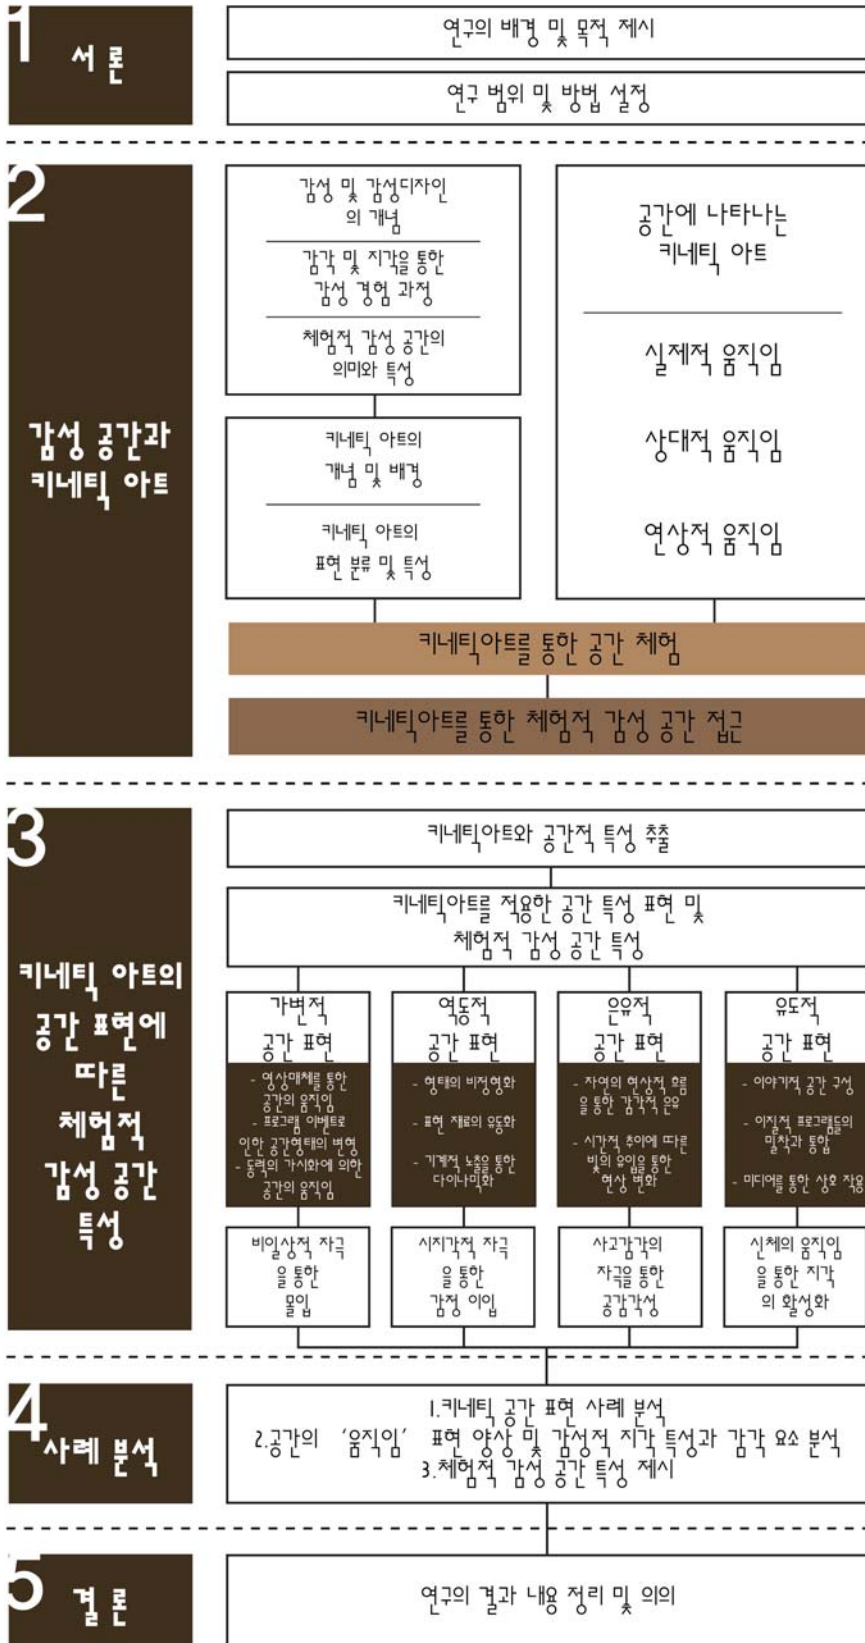 1
서 론
연구의 배경 및 목적 제시
연구 범위 및 방법 설정
2
감성 공간과
키네틱 아트
감성 및 감성디자인
의 개념
감각 및 지각을 통한
감성 경험 과정
체험적 감성 공간의
의미와 특성
키네틱 아트의
개념 및 배경
키네틱 아트의
표현 분류 및 특성
공간에 나타나는
키네틱 아트
실제적 움직임
상대적 움직임
연상적 움직임
키네틱아트를 통한 공간 체험
키네틱아트를 통한 체험적 감성 공간 접근
3
키네틱 아트의
공간 표현에
따른
체험적
감성 공간
특성
키네틱아트와 공간적 특성 추출
키네틱아트를 적용한 공간 특성 표현 및
체험적 감성 공간 특성
가변적
공간 표현
- 영상매체를 통한
공간의 움직임
- 프로그램 이벤트로
인한 공간형태의 변형
- 동력의 가시화에 의한
공간의 움직임
비일상적 자극
을 통한
몰입
역동적
공간 표현
- 형태의 비정형화
- 표현 재료의 유동화
- 기계적 노출을 통한
다이나믹화
시지각적 자극
을 통한
감정 이입
은유적
공간 표현
- 자연의 현상적 흐름
을 통한 감각적 은유
- 시간적 추이에 따른
빛의 유입을 통한
현상 변화
사고감각의
자극을 통한
공감각성
유도적
공간 표현
- 이야기적 공간 구성
- 이질적 프로그램들의
밀착과 통합
- 미디어를 통한 상호 작용
신체의 움직임
을 통한 지각
의 활성화
4
사례 분석
1.키네틱 공간 표현 사례 분석
2.공간의 '움직임' 표현 양상 및 감성적 지각 특성과 감각 요소 분석
3.체험적 감성 공간 특성 제시
5
결 론
연구의 결과 내용 정리 및 의의